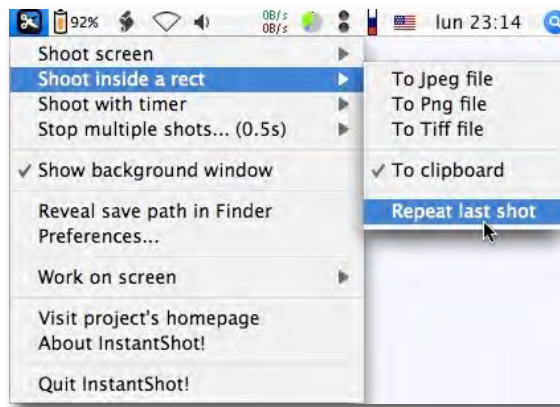 92% 0B/s lun 23:14
0B/s
Shoot screen
Shoot inside a rect
Shoot with timer
Stop multiple shots... (0.5s)
✓ Show background window
Reveal save path in Finder
Preferences...
Work on screen
Visit project's homepage
About InstantShot!
Quit InstantShot!
To Jpeg file
To Png file
To Tiff file
✓ To clipboard
Repeat last shot